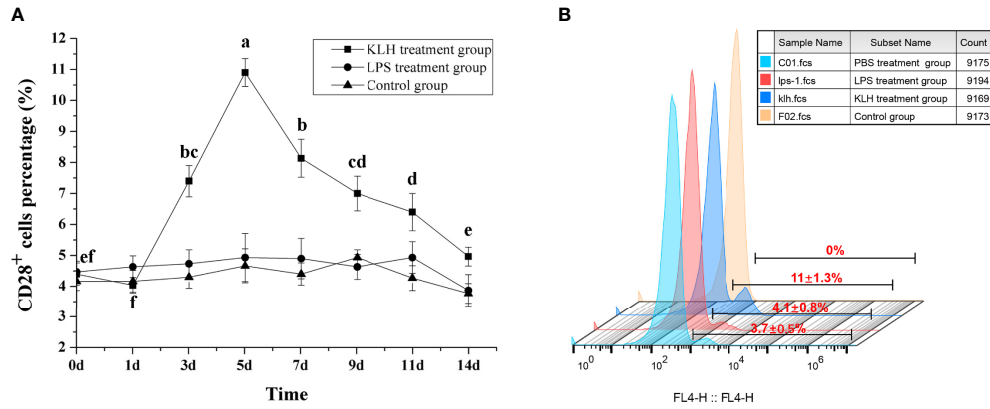 A
CD28+ cells percentage (%)
12
11
10
9
8
7
6
5
4
3
2
0d 1d 3d 5d 7d 9d 11d 14d
Time
KLH treatment group
LPS treatment group
Control group
ef
f
bc
a
b
cd
d
e
B
Sample Name Subset Name Count
C01.fcs PBS treatment group 9175
lps-1.fcs LPS treatment group 9194
klh.fcs KLH treatment group 9169
F02.fcs Control group 9173
0%
11±1.3%
4.1±0.8%
3.7±0.5%
10^0 10^2 10^4 10^6
FL4-H :: FL4-H